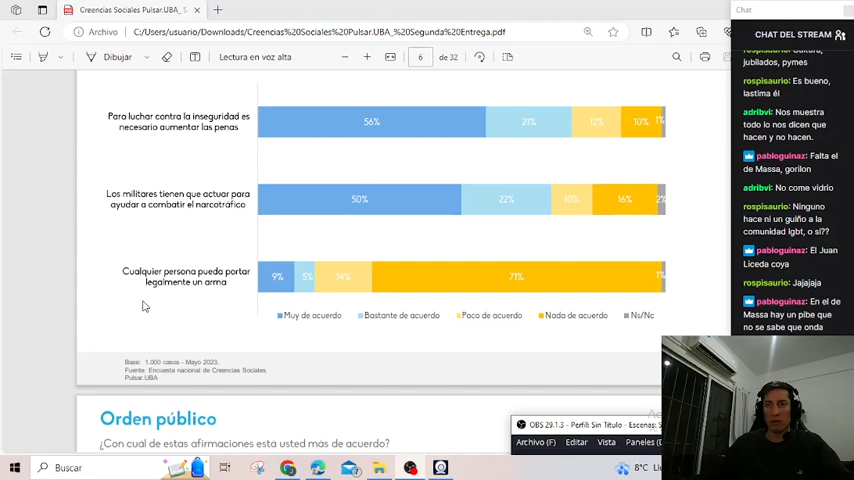 Creencias Sociales Pulsar.UBA_
Archivo
C:/Users/usuario/Downloads/Creencias%20Sociales%20Pulsar.UBA_%20Segunda%20Entrega.pdf
Dibujar
Lectura en voz alta
6
de 32
Para luchar contra la inseguridad es
necesario aumentar las penas
56%
21%
12%
10%
1%
Los militares tienen que actuar para
ayudar a combatir el narcotráfico
50%
22%
10%
16%
2%
Cualquier persona pueda portar
legalmente un arma
9%
5%
14%
71%
1%
Muy de acuerdo
Bastante de acuerdo
Poco de acuerdo
Nada de acuerdo
Ns/Nc
Base: 1.000 casos - Mayo 2023.
Fuente: Encuesta nacional de Creencias Sociales.
Pulsar.UBA
Orden público
¿Con cuál de estas afirmaciones está usted más de acuerdo?
OBS 29.1.3 - Perfil: Sin Título - Escenas: S
Archivo (F)
Editar
Vista
Paneles (D
Buscar
8°C
Chat
CHAT DEL STREAM
jubilados, pymes
rospisaurio: Es bueno,
lastima él
adribvi: Nos muestra
todo lo nos dicen que
hacen y no hacen.
pabloguinaz: Falta el
de Massa, gorilon
adribvi: No come vidrio
rospisaurio: Ninguno
hace ni un guiño a la
comunidad lgbt, o si??
pabloguinaz: El Juan
Liceda coya
rospisaurio: Jajajaja
pabloguinaz: En el de
Massa hay un pibe que
no se sabe que onda